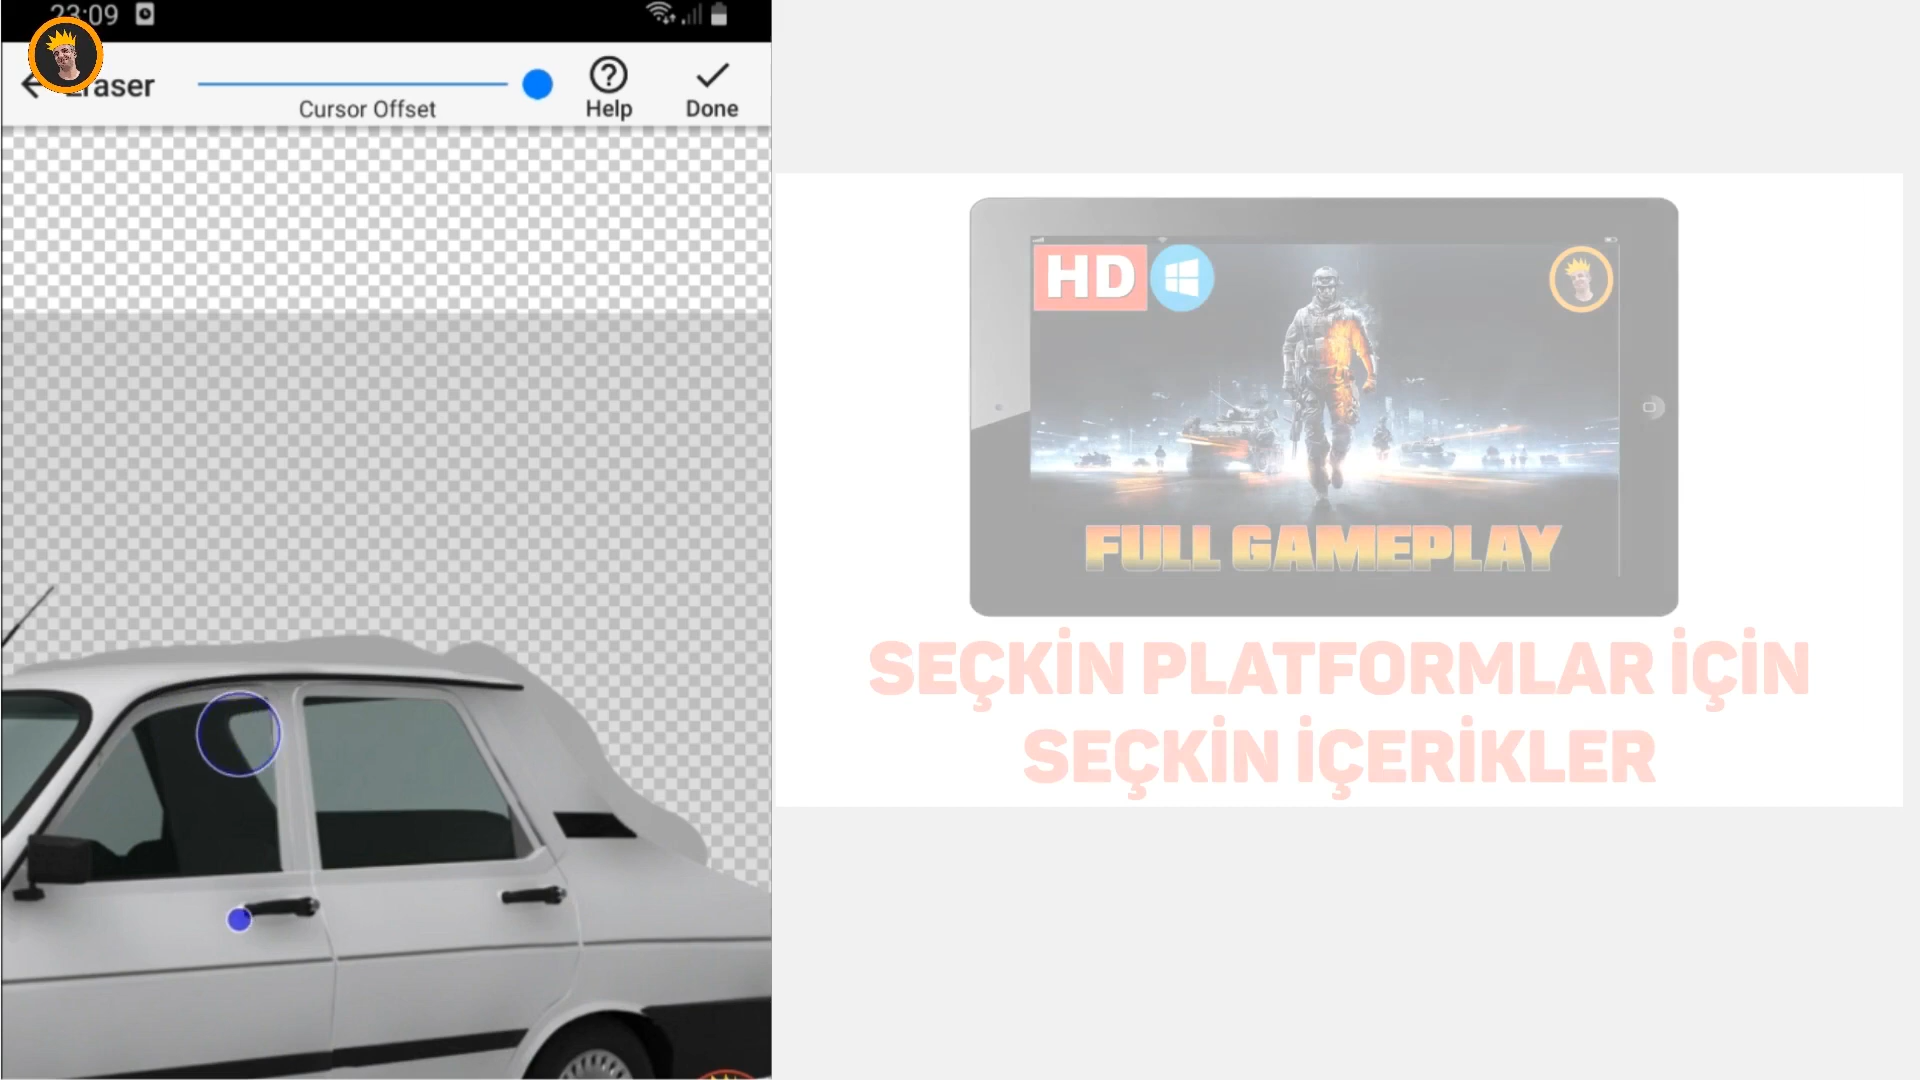 23:09
Eraser
Cursor Offset
Help
Done
HD
FULL GAMEPLAY
SEÇKİN PLATFORMLAR İÇİN
SEÇKİN İÇERİKLER